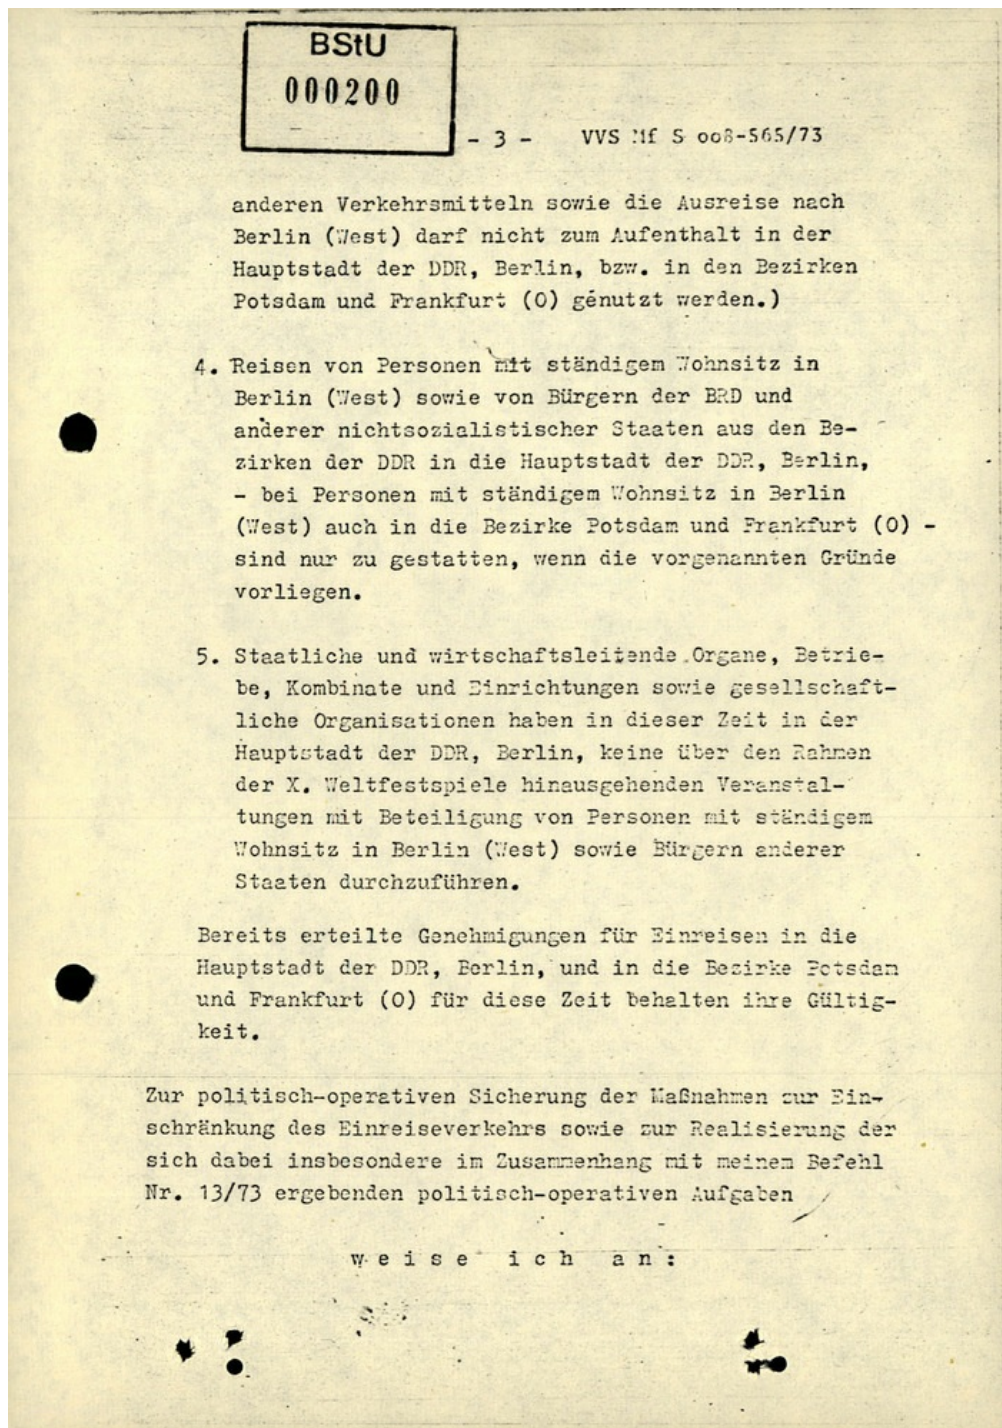 BStU
000200
- 3 - VVS MfS oo8-565/73
anderen Verkehrsmitteln sowie die Ausreise nach
Berlin (West) darf nicht zum Aufenthalt in der
Hauptstadt der DDR, Berlin, bzw. in den Bezirken
Potsdam und Frankfurt (O) genutzt werden.)
4. Reisen von Personen mit ständigem Wohnsitz in
Berlin (West) sowie von Bürgern der BRD und
anderer nichtsozialistischer Staaten aus den Be-
zirken der DDR in die Hauptstadt der DDR, Berlin,
- bei Personen mit ständigem Wohnsitz in Berlin
(West) auch in die Bezirke Potsdam und Frankfurt (O) -
sind nur zu gestatten, wenn die vorgenannten Gründe
vorliegen.
5. Staatliche und wirtschaftsleitende Organe, Betrie-
be, Kombinate und Einrichtungen sowie gesellschaft-
liche Organisationen haben in dieser Zeit in der
Hauptstadt der DDR, Berlin, keine über den Rahmen
der X. Weltfestspiele hinausgehenden Veranstal-
tungen mit Beteiligung von Personen mit ständigem
Wohnsitz in Berlin (West) sowie Bürgern anderer
Staaten durchzuführen.
Bereits erteilte Genehmigungen für Einreisen in die
Hauptstadt der DDR, Berlin, und in die Bezirke Potsdam
und Frankfurt (O) für diese Zeit behalten ihre Gültig-
keit.
Zur politisch-operativen Sicherung der Maßnahmen zur Ein-
schränkung des Einreiseverkehrs sowie zur Realisierung der
sich dabei insbesondere im Zusammenhang mit meinem Befehl
Nr. 13/73 ergebenden politisch-operativen Aufgaben
w e i s e  i c h  a n :